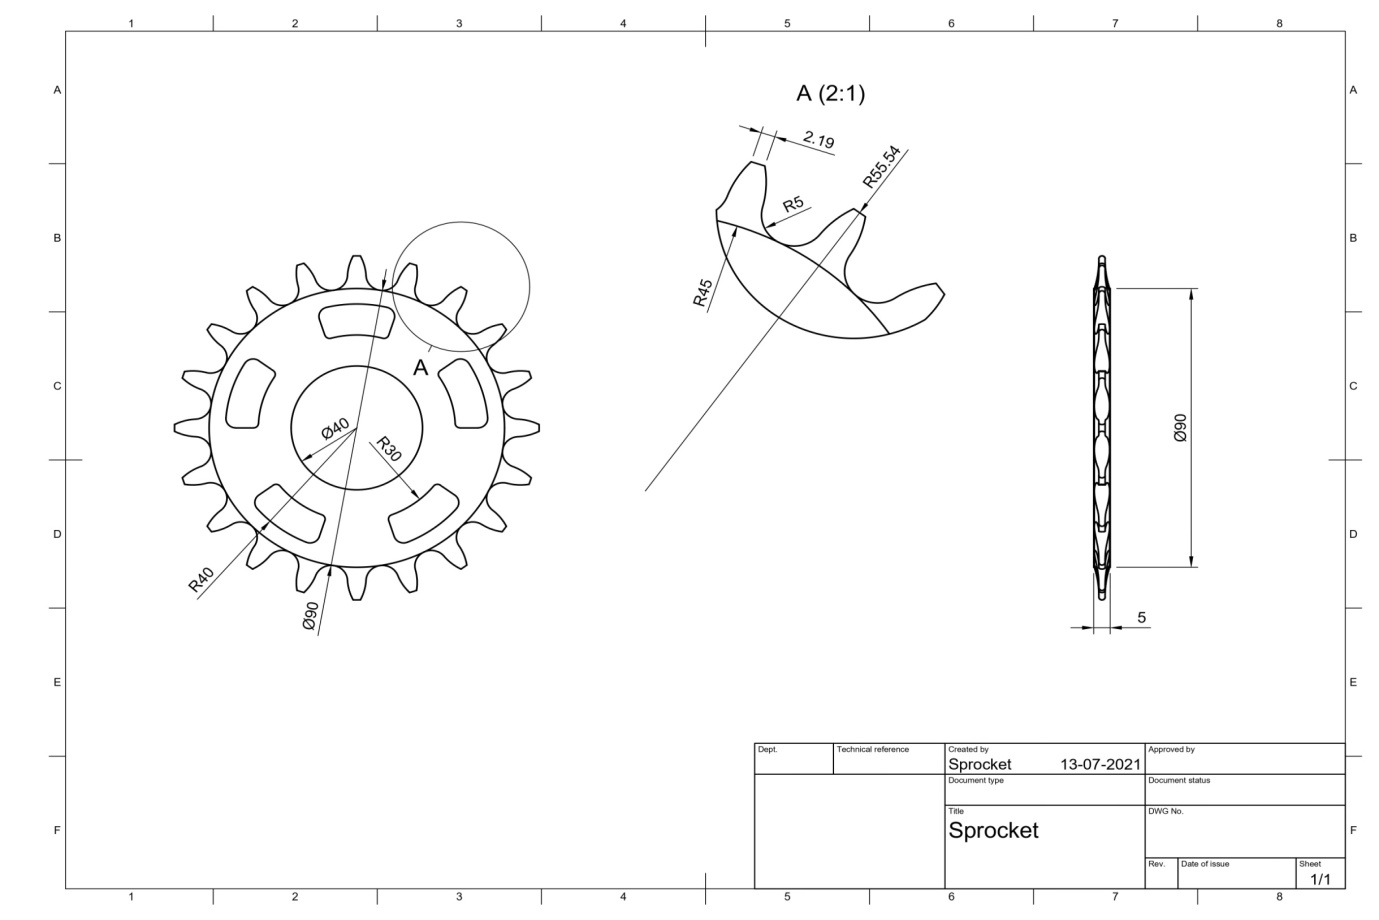 1 2 3 4 5 6 7 8
A A
A (2:1)
2.19
R55.54
R5
B B
R45
A
C C
Ø40
R30
Ø90
D D
R40
Ø90
5
E E
Dept. Technical reference Created by Approved by
Sprocket 13-07-2021
Document type Document status
Title DWG No.
Sprocket
F F
Rev. Date of issue Sheet
1/1
1 2 3 4 5 6 7 8